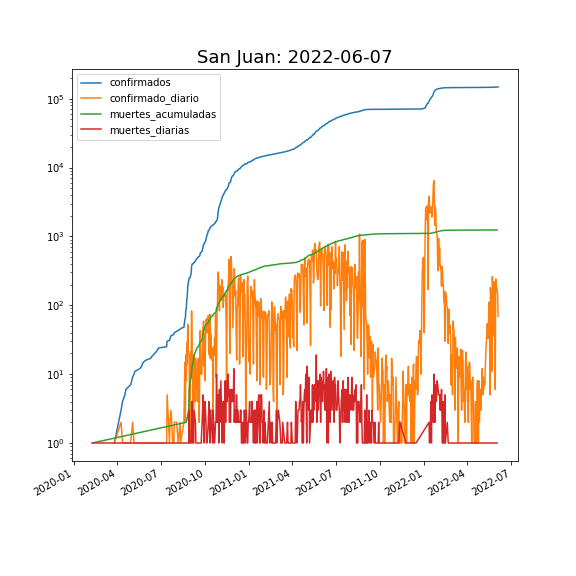 San Juan: 2022-06-07
confirmados
confirmado_diario
muertes_acumuladas
muertes_diarias
10^5
10^4
10^3
10^2
10^1
10^0
2020-01 2020-04 2020-07 2020-10 2021-01 2021-04 2021-07 2021-10 2022-01 2022-04 2022-07